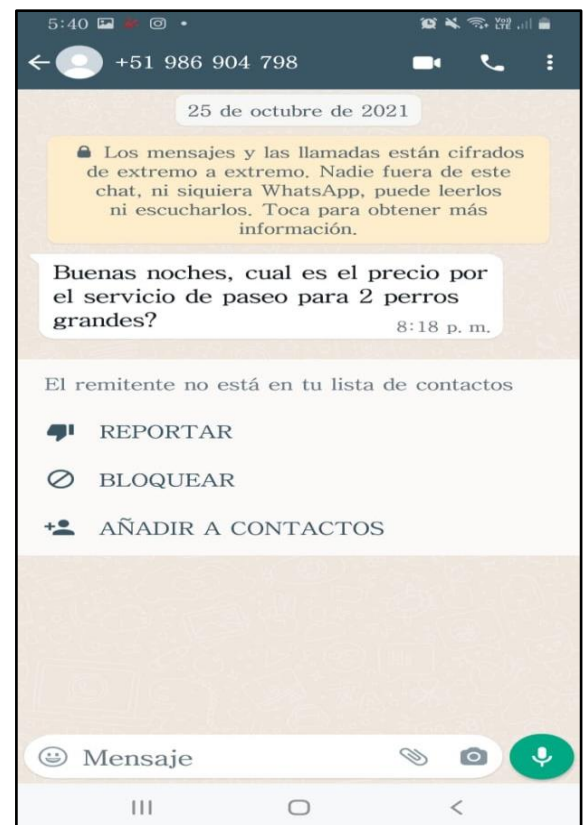 5:40
Vo))
LTE
+51 986 904 798
25 de octubre de 2021
Los mensajes y las llamadas están cifrados
de extremo a extremo. Nadie fuera de este
chat, ni siquiera WhatsApp, puede leerlos
ni escucharlos. Toca para obtener más
información.
Buenas noches, cual es el precio por
el servicio de paseo para 2 perros
grandes?
8:18 p. m.
El remitente no está en tu lista de contactos
REPORTAR
BLOQUEAR
AÑADIR A CONTACTOS
Mensaje